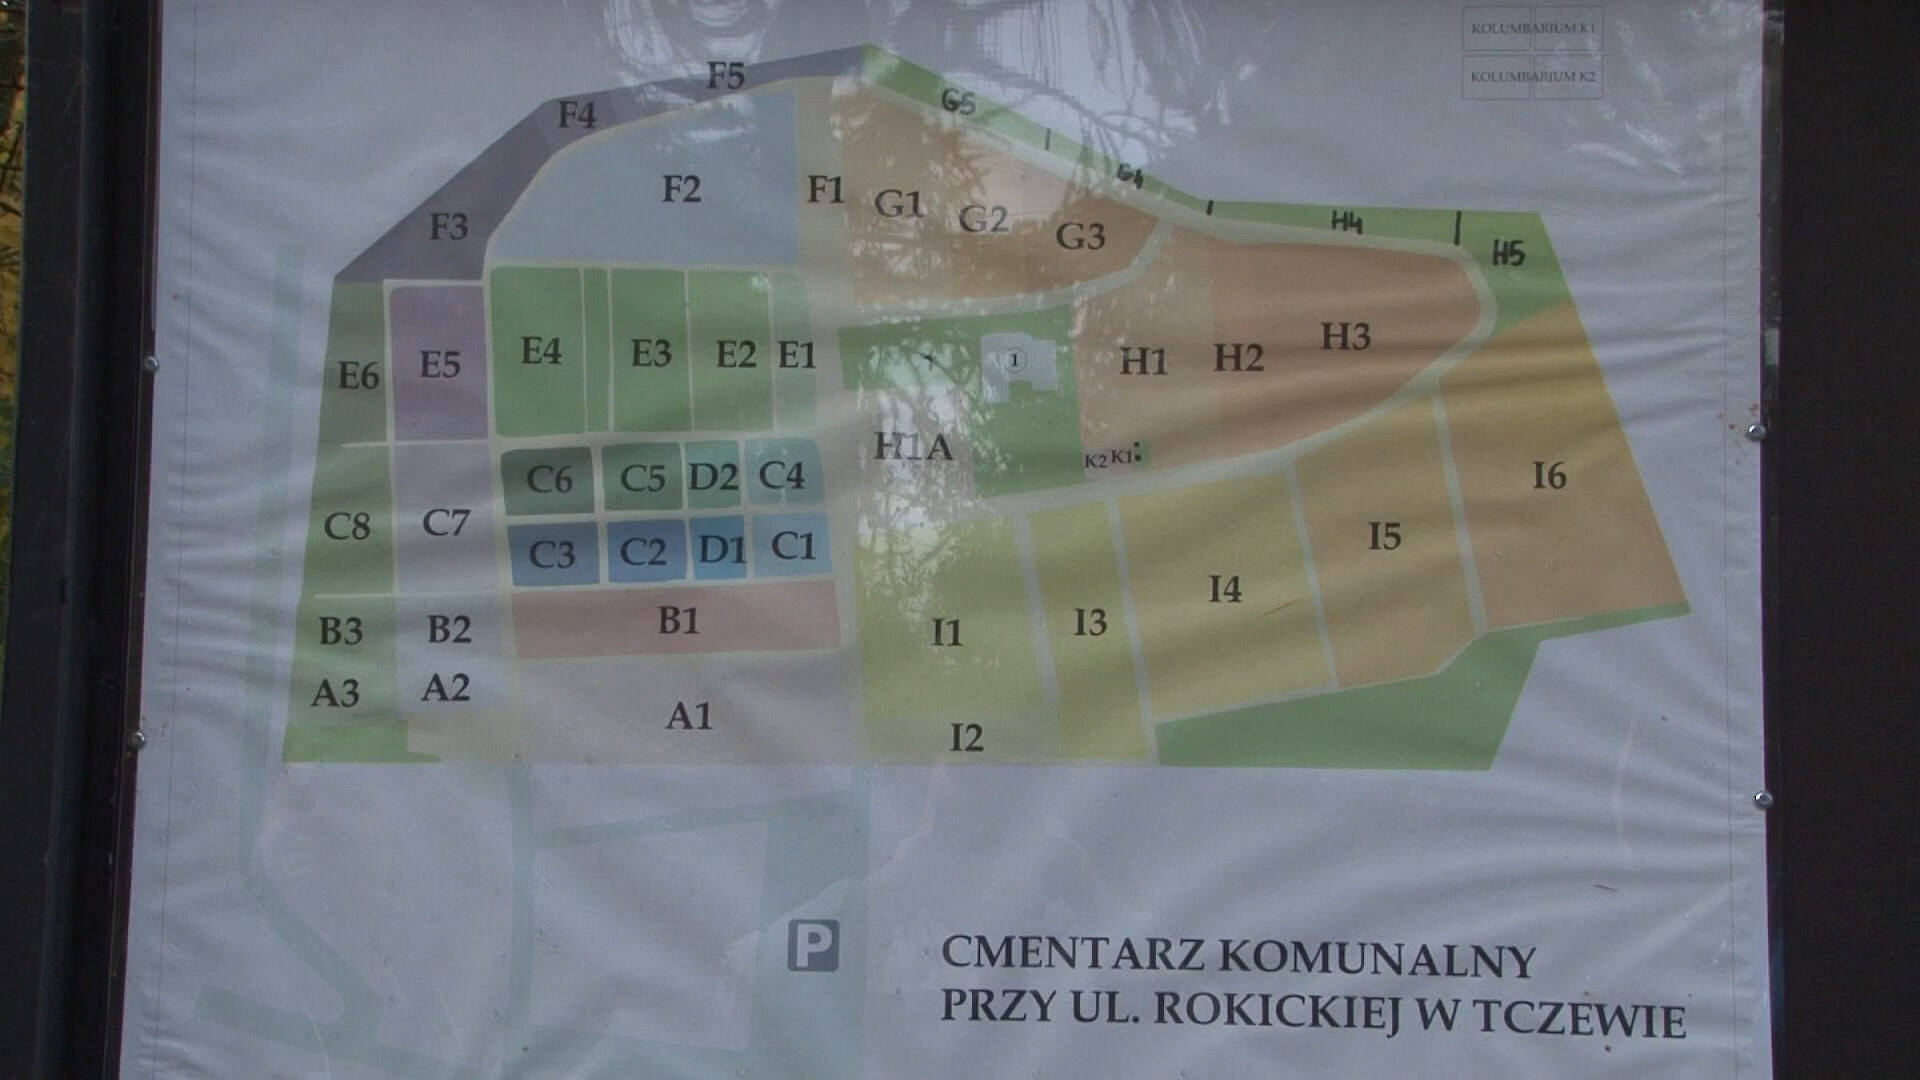 KOLUMBARIUM K1
KOLUMBARIUM K2
F5
G5
F4
G4
F2
F1
G1
G2
G3
H4
H5
F3
E6
E5
E4
E3
E2
E1
1
H1
H2
H3
H1A
K2 K1
C6
C5
D2
C4
I6
C8
C7
C3
C2
D1
C1
I5
I4
B3
B2
B1
I1
I3
A3
A2
A1
I2
P
CMENTARZ KOMUNALNY
PRZY UL. ROKICKIEJ W TCZEWIE